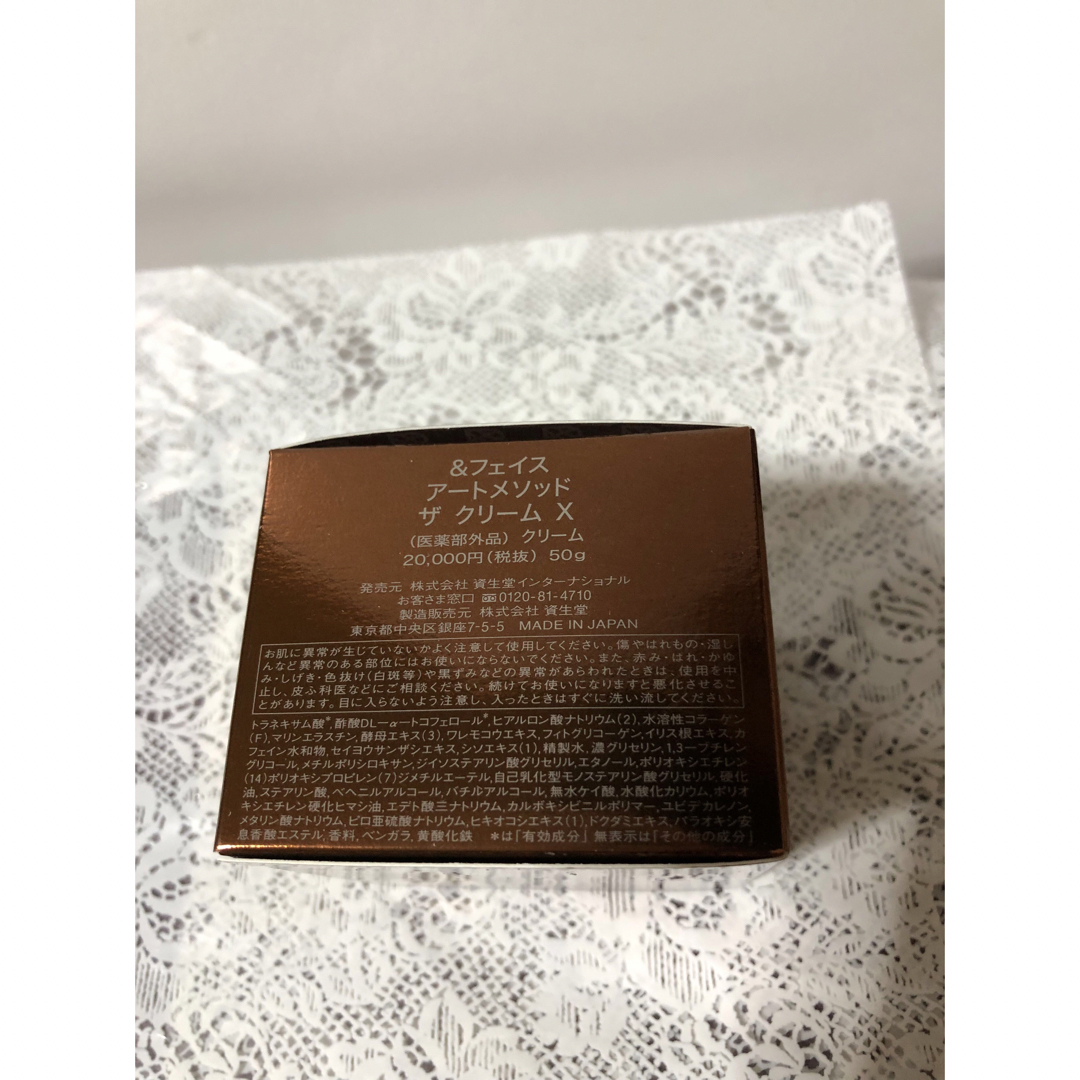 &フェイス
アートメソッド
ザ クリーム X
(医薬部外品) クリーム
20,000円(税抜) 50g
発売元 株式会社 資生堂インターナショナル
お客さま窓口 0120-81-4710
製造販売元 株式会社 資生堂
東京都中央区銀座7-5-5 MADE IN JAPAN
お肌に異常が生じていないかよく注意して使用してください。傷やはれもの・湿し
んなど異常のある部位にはお使いにならないでください。また、赤み・はれ・かゆ
み・しげき・色抜け(白斑等)や黒ずみなどの異常があらわれたときは、使用を中
止し、皮ふ科医などにご相談ください。続けてお使いになりますと悪化させるこ
とがあります。目に入らないよう注意し、入ったときはすぐに洗い流してください。
トラネキサム酸*,酢酸DL-α-トコフェロール*,ヒアルロン酸ナトリウム(2),水溶性コラーゲン
(F),マリンエラスチン,酵母エキス(3),ワレモコウエキス,フィトグリコーゲン,イリス根エキス,カ
フェイン水和物,セイヨウサンザシエキス,シソエキス(1),精製水,濃グリセリン,1,3-ブチレン
グリコール,メチルポリシロキサン,ジイソステアリン酸グリセリル,エタノール,ポリオキシエチレン
(14)ポリオキシプロピレン(7)ジメチルエーテル,自己乳化型モノステアリン酸グリセリル,硬化
油,ステアリン酸,ベヘニルアルコール,バチルアルコール,無水ケイ酸,水酸化カリウム,ポリオ
キシエチレン硬化ヒマシ油,エデト酸三ナトリウム,カルボキシビニルポリマー,ユビデカレノン,
メタリン酸ナトリウム,ピロ亜硫酸ナトリウム,ヒキオコシエキス(1),ドクダミエキス,パラオキシ安
息香酸エステル,香料,ベンガラ,黄酸化鉄 *は「有効成分」無表示は「その他の成分」